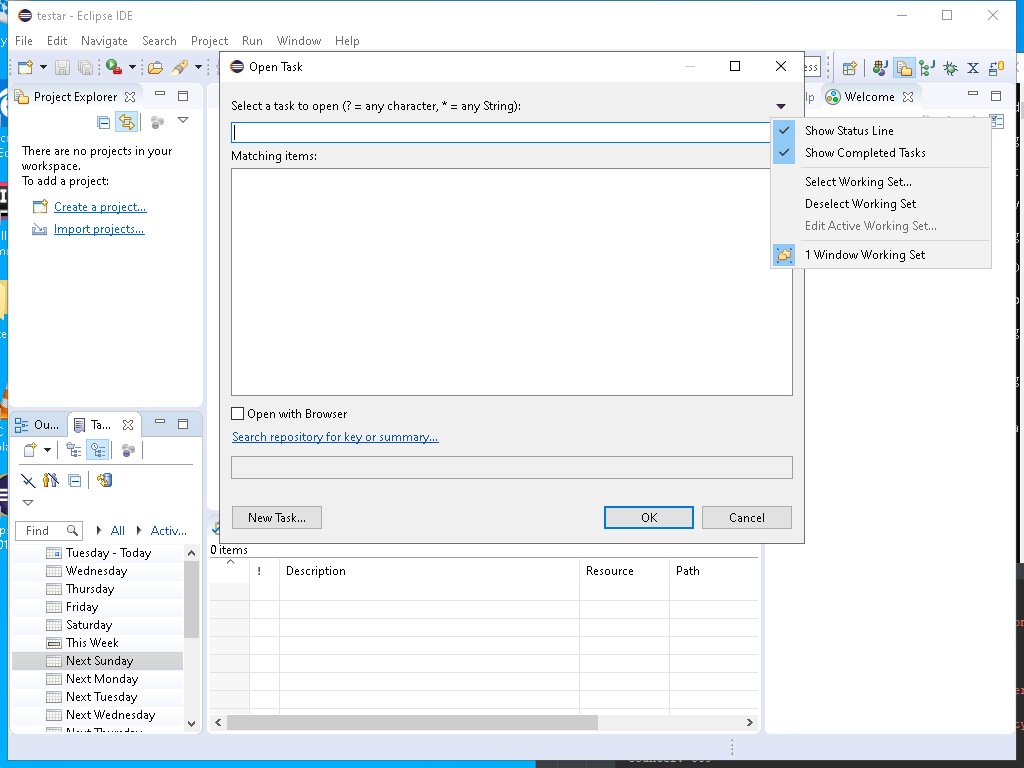 testar - Eclipse IDE
File Edit Navigate Search Project Run Window Help
Open Task
ess
Project Explorer
Welcome
Select a task to open (? = any character, * = any String):
Matching items:
Show Status Line
Show Completed Tasks
Select Working Set...
Deselect Working Set
Edit Active Working Set...
1 Window Working Set
There are no projects in your
workspace.
To add a project:
Create a project...
Import projects...
Open with Browser
Search repository for key or summary...
New Task... OK Cancel
Ou... Ta...
Find All Activ...
Tuesday - Today
Wednesday
Thursday
Friday
Saturday
This Week
Next Sunday
Next Monday
Next Tuesday
Next Wednesday
Next Thursday
0 items
! Description Resource Path